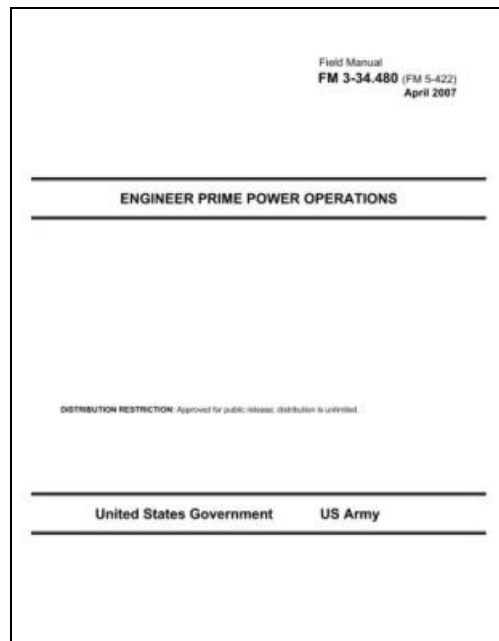 Field Manual
FM 3-34.480 (FM 5-422)
April 2007
ENGINEER PRIME POWER OPERATIONS
DISTRIBUTION RESTRICTION: Approved for public release; distribution is unlimited.
United States Government US Army